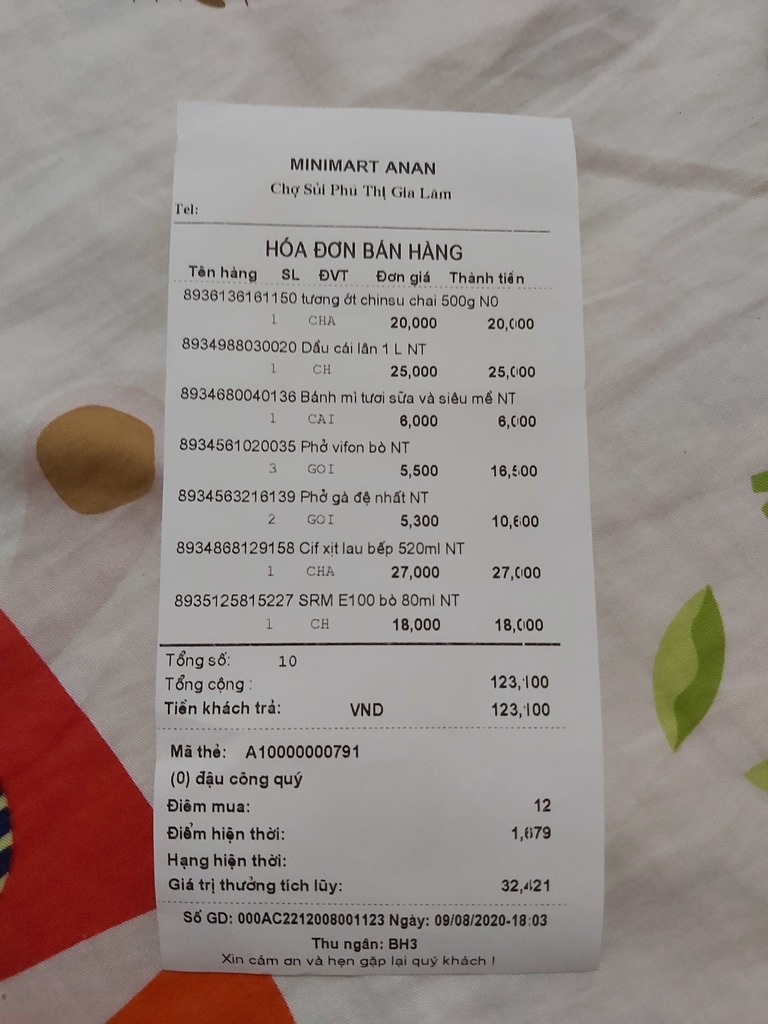 MINIMART ANAN
Chợ Sủi Phú Thị Gia Lâm
Tel:
HÓA ĐƠN BÁN HÀNG
Tên hàng SL ĐVT Đơn giá Thành tiền
8936136161150 tương ớt chinsu chai 500g N0
1 CHA 20,000 20,000
8934988030020 Dầu cái lân 1 L NT
1 CH 25,000 25,000
8934680040136 Bánh mì tươi sữa và siêu mề NT
1 CAI 6,000 6,000
8934561020035 Phở vifon bò NT
3 GOI 5,500 16,500
8934563216139 Phở gà đệ nhất NT
2 GOI 5,300 10,600
8934868129158 Cif xịt lau bếp 520ml NT
1 CHA 27,000 27,000
8935125815227 SRM E100 bò 80ml NT
1 CH 18,000 18,000
Tổng số: 10
Tổng cộng : 123,100
Tiền khách trả: VND 123,100
Mã thẻ: A10000000791
(0) đậu công quý
Điêm mua: 12
Điểm hiện thời: 1,679
Hạng hiện thời:
Giá trị thưởng tích lũy: 32,421
Số GD: 000AC2212008001123 Ngày: 09/08/2020-18:03
Thu ngân: BH3
Xin cám ơn và hẹn gặp lại quý khách !